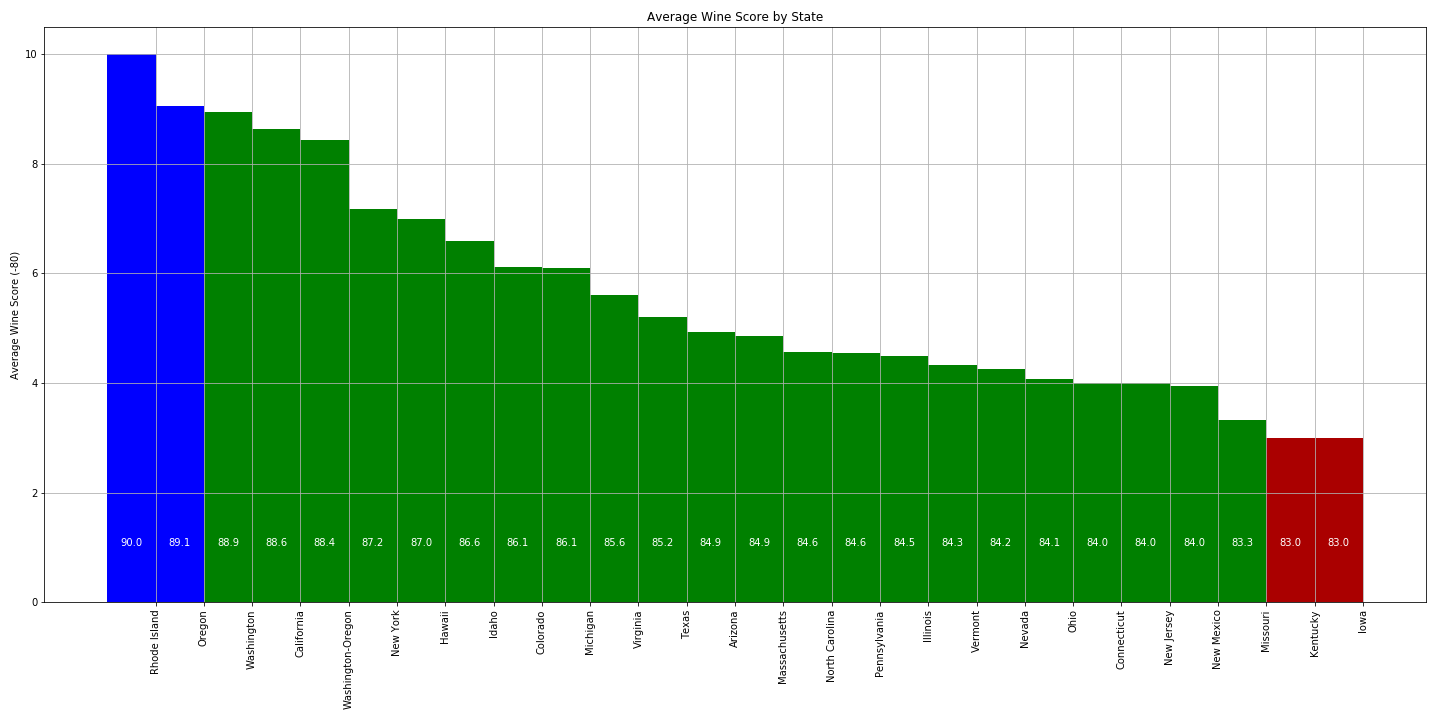 Average Wine Score by State
Average Wine Score (-80)
10
8
6
4
2
0
90.0 89.1 88.9 88.6 88.4 87.2 87.0 86.6 86.1 86.1 85.6 85.2 84.9 84.9 84.6 84.6 84.5 84.3 84.2 84.1 84.0 84.0 84.0 83.3 83.0 83.0
Rhode Island
Oregon
Washington
California
Washington-Oregon
New York
Hawaii
Idaho
Colorado
Michigan
Virginia
Texas
Arizona
Massachusetts
North Carolina
Pennsylvania
Illinois
Vermont
Nevada
Ohio
Connecticut
New Jersey
New Mexico
Missouri
Kentucky
Iowa